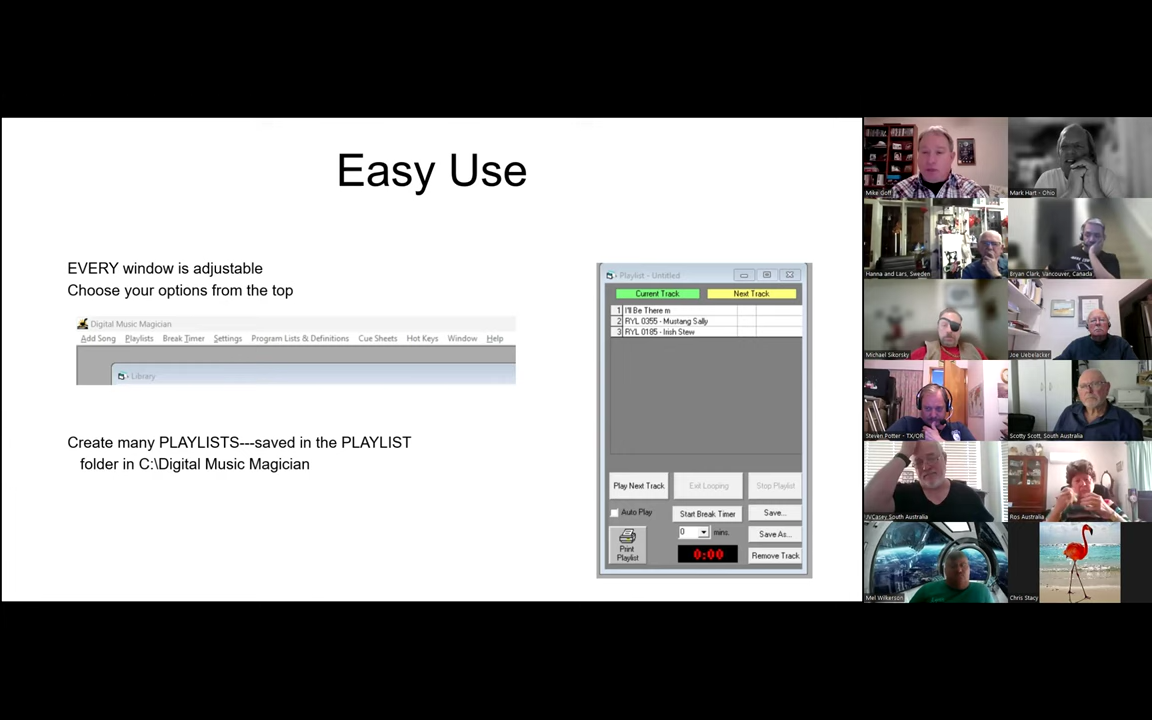 Easy Use
EVERY window is adjustable
Choose your options from the top
Digital Music Magician
Add Song Playlists Break Timer Settings Program Lists & Definitions Cue Sheets Hot Keys Window Help
Library
Create many PLAYLISTS---saved in the PLAYLIST
folder in C:\Digital Music Magician
Playlist - Untitled
Current Track Next Track
1 I'll Be There m
2 RYL 0355 - Mustang Sally
3 RYL 0185 - Irish Stew
Play Next Track Exit Looping Stop Playlist
Auto Play Start Break Timer Save...
0 mins. Save As...
Print
Playlist
0:00 Remove Track
Mike Goff
Mark Hart - Ohio
Hanna and Lars, Sweden
Bryan Clark, Vancouver, Canada
Michael Sikorsky
Joe Uebelacker
Steven Potter - TX/OR
Scotty Scott, South Australia
JVCasey South Australia
Ros Australia
Mel Wilkerson
Chris Stacy